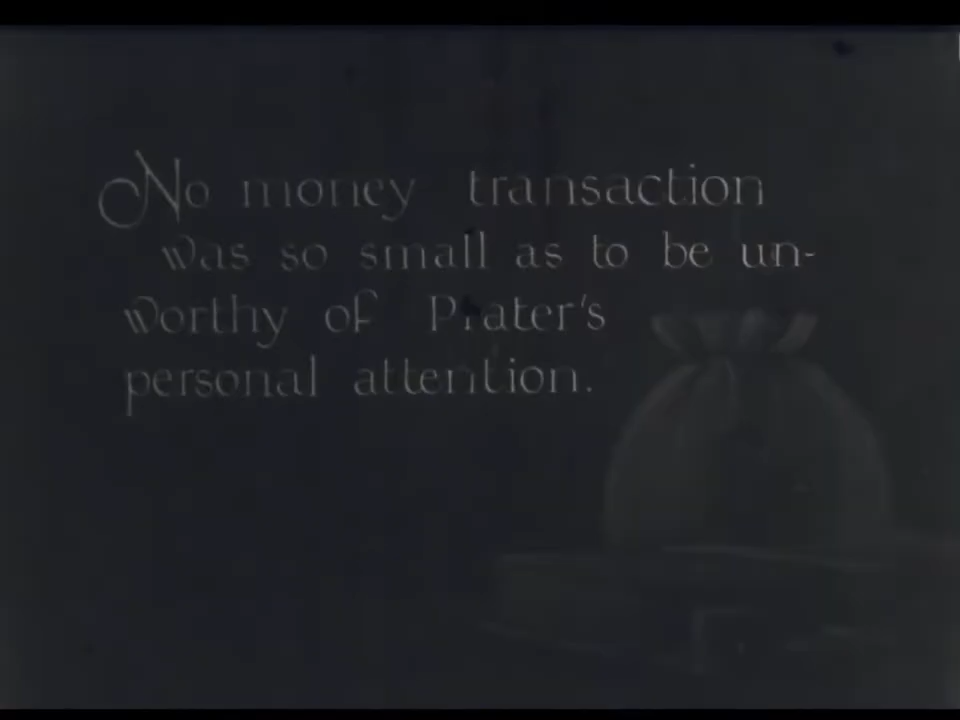 No money transaction
was so small as to be un-
worthy of Prater's
personal attention.